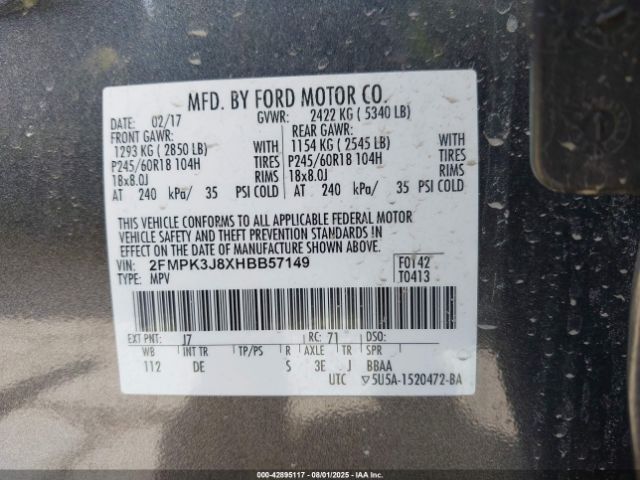 MFD. BY FORD MOTOR CO.
DATE: 02/17 GVWR: 2422 KG ( 5340 LB)
FRONT GAWR: REAR GAWR:
1293 KG ( 2850 LB) WITH 1154 KG ( 2545 LB) WITH
P245/60R18 104H TIRES P245/60R18 104H TIRES
18x8.0J RIMS 18x8.0J RIMS
AT 240 kPa/ 35 PSI COLD AT 240 kPa/ 35 PSI COLD
THIS VEHICLE CONFORMS TO ALL APPLICABLE FEDERAL MOTOR
VEHICLE SAFETY AND THEFT PREVENTION STANDARDS IN
EFFECT ON THE DATE OF MANUFACTURE SHOWN ABOVE.
VIN: 2FMPK3J8XHBB57149 F0142
TYPE: MPV T0413
EXT PNT: J7 RC: 71 DSO:
WB INT TR TP/PS R AXLE TR SPR
112 DE S 3E J BBAA
UTC ▽5U5A-1520472-BA
000-42895117 - 08/01/2025 - IAA Inc.